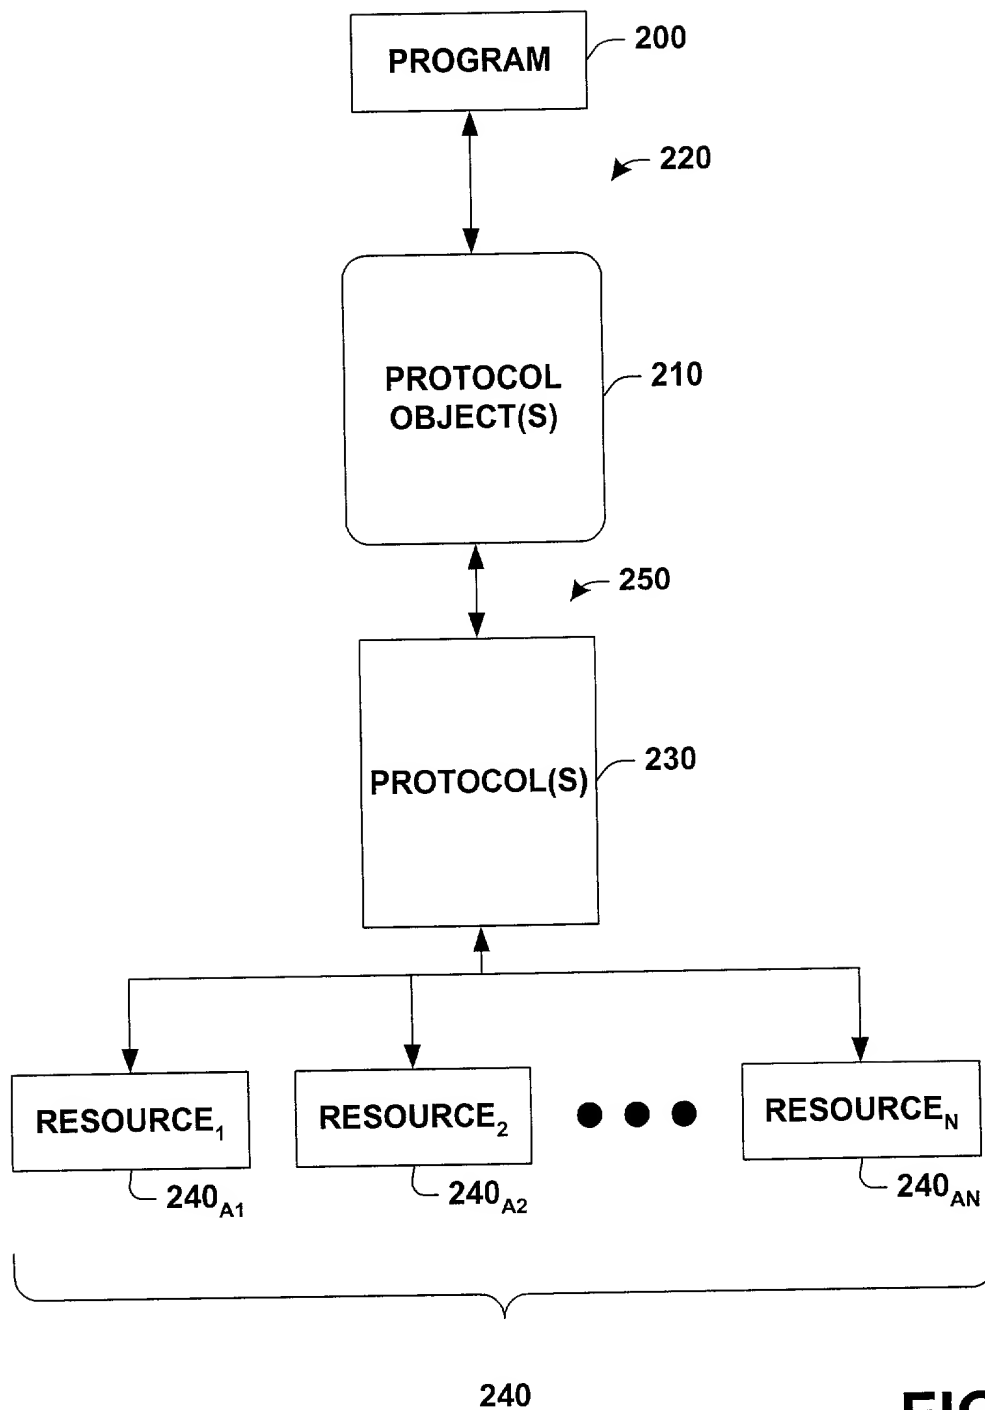 PROGRAM
200
220
PROTOCOL
OBJECT(S)
210
250
PROTOCOL(S)
230
RESOURCE1
RESOURCE2
RESOURCEN
240A1
240A2
240AN
240